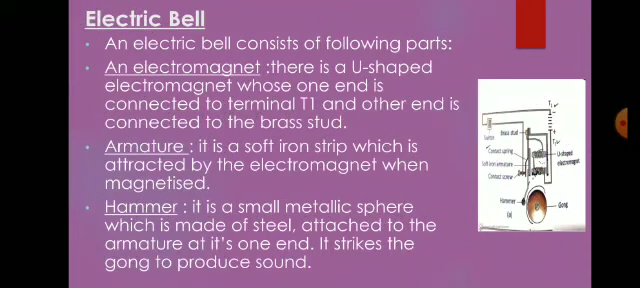 Electric Bell
• An electric bell consists of following parts:
• An electromagnet :there is a U-shaped
electromagnet whose one end is
connected to terminal T1 and other end is
connected to the brass stud.
• Armature : it is a soft iron strip which is
attracted by the electromagnet when
magnetised.
• Hammer : it is a small metallic sphere
which is made of steel, attached to the
armature at it's one end. It strikes the
gong to produce sound.
T₁
Switch
Brass stud
Contact spring
U-shaped
electromagnet
Soft iron armature
Contact screw
Hammer
Gong
(a)